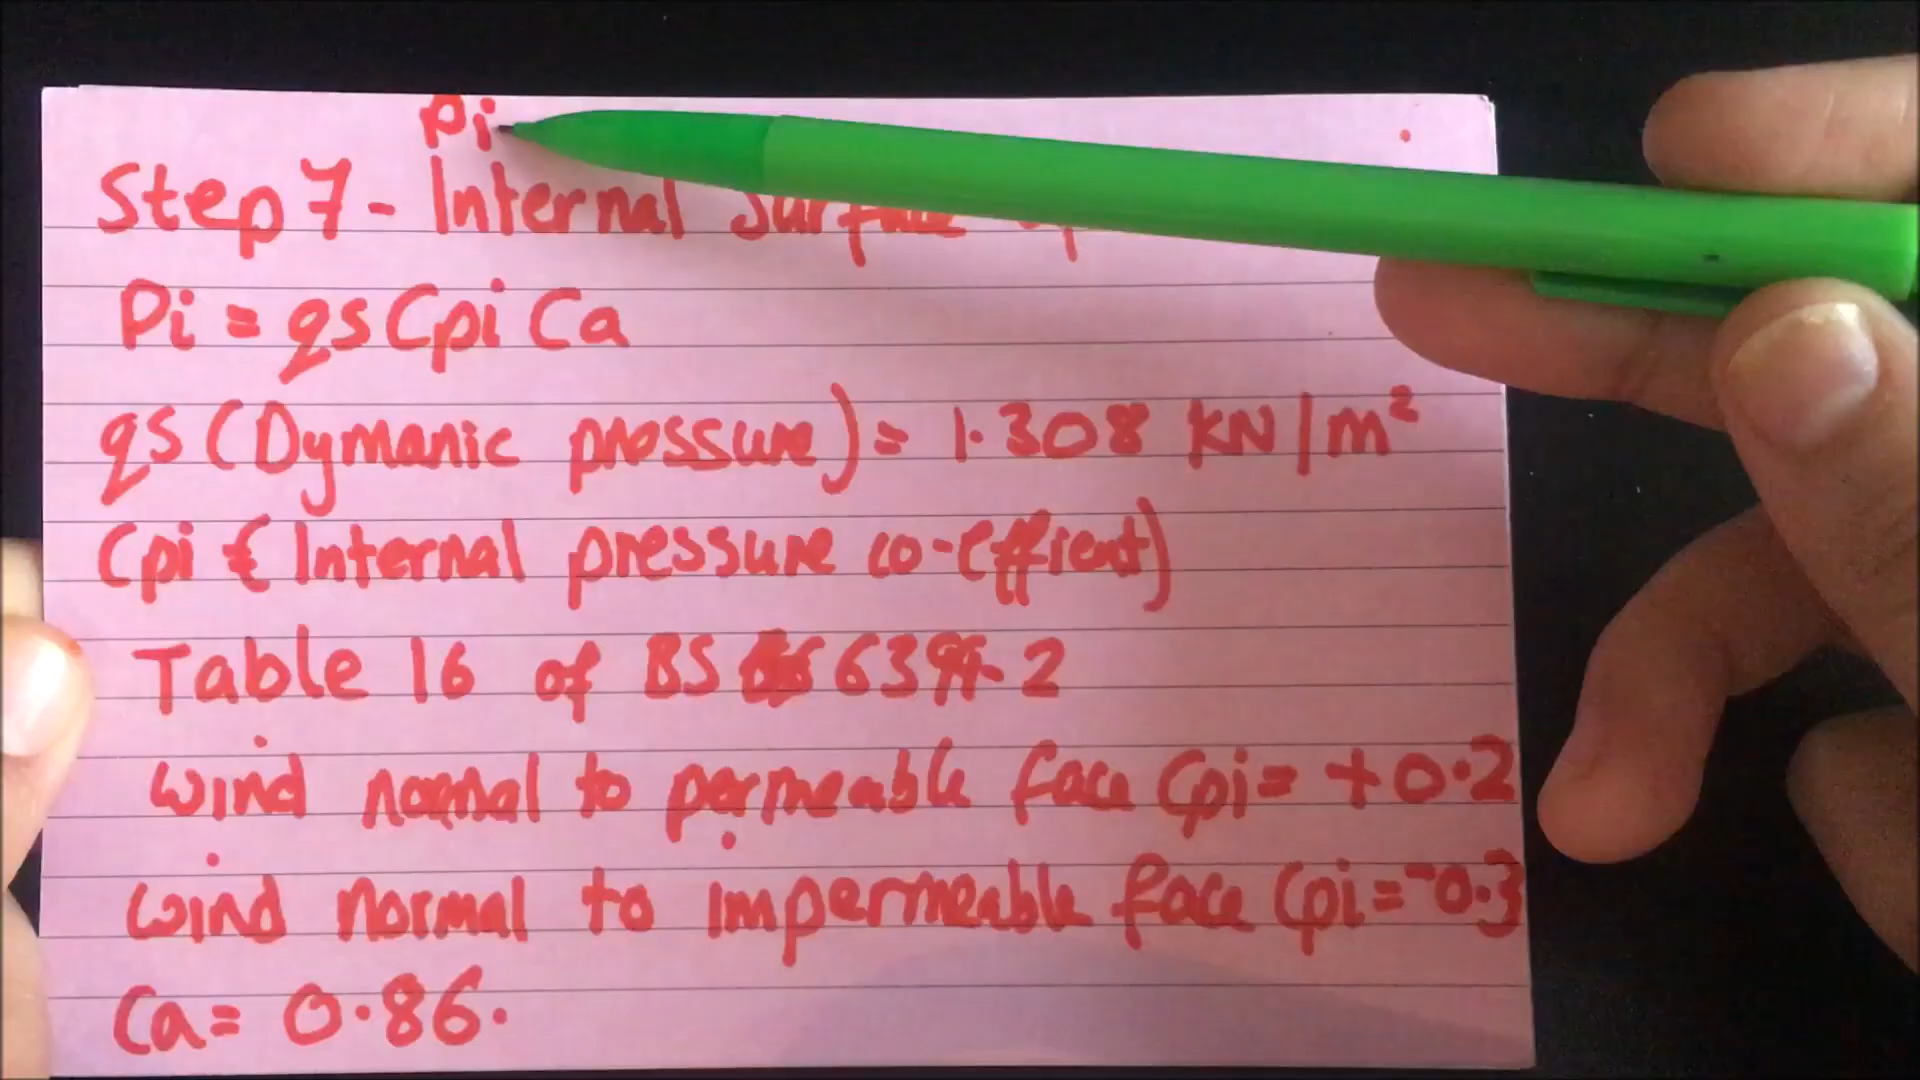 Pi
Step 7 - Internal Surface
Pi = qs Cpi Ca
qs (Dymanic pressure) = 1.308 KN/m²
Cpi (Internal pressure co-effient)
Table 16 of BS 6399-2
wind normal to permeable face Cpi = +0.2
wind normal to impermeable face Cpi = -0.3
Ca = 0.86.